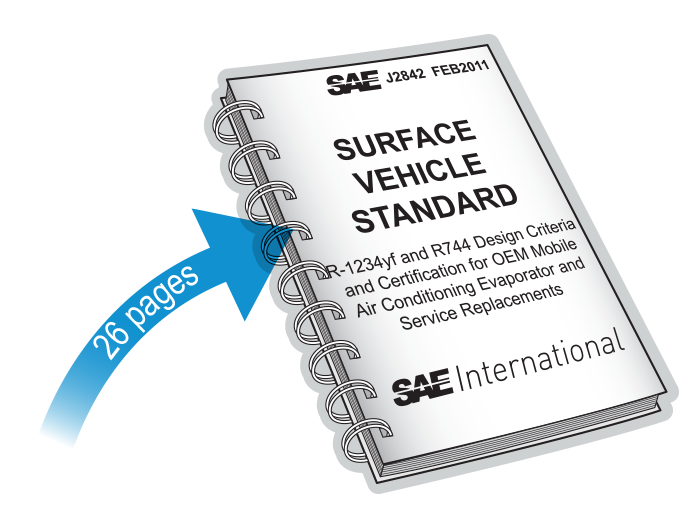 SAE J2842 FEB2011
SURFACE
VEHICLE
STANDARD
R-1234yf and R744 Design Criteria
and Certification for OEM Mobile
Air Conditioning Evaporator and
Service Replacements
SAE International
26 pages